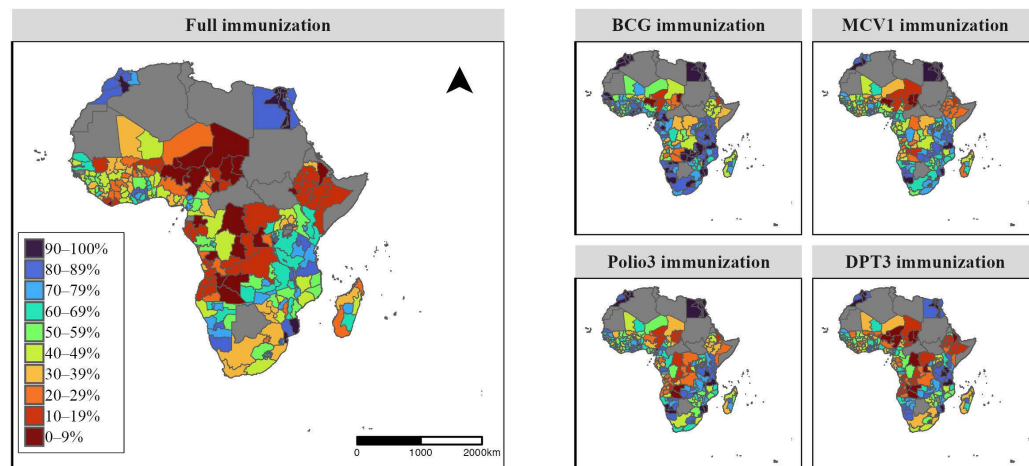 Full immunization
90–100%
80–89%
70–79%
60–69%
50–59%
40–49%
30–39%
20–29%
10–19%
0–9%
0 1000 2000km
BCG immunization
MCV1 immunization
Polio3 immunization
DPT3 immunization